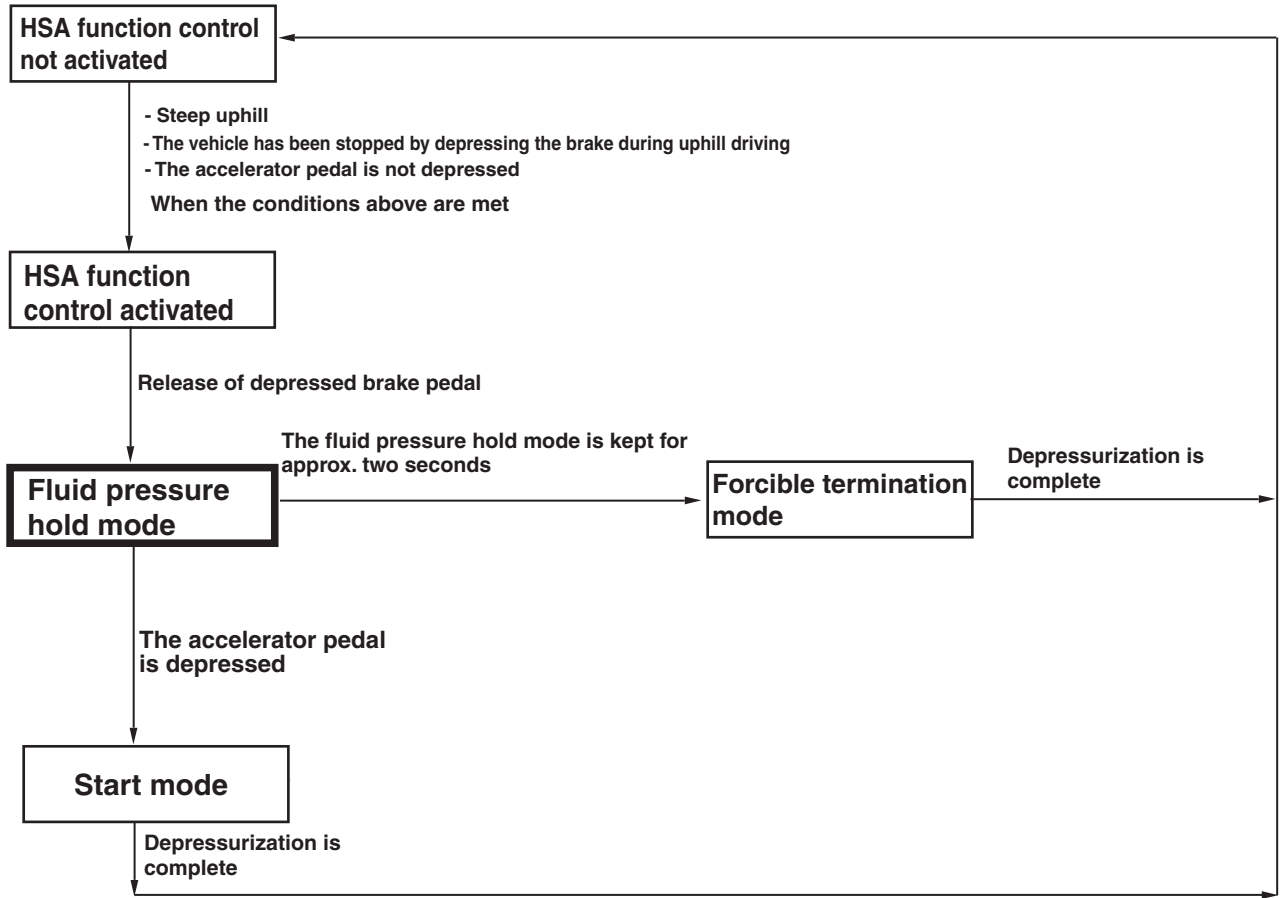 HSA function control
not activated
- Steep uphill
- The vehicle has been stopped by depressing the brake during uphill driving
- The accelerator pedal is not depressed
When the conditions above are met
HSA function
control activated
Release of depressed brake pedal
Fluid pressure
hold mode
The fluid pressure hold mode is kept for
approx. two seconds
Forcible termination
mode
Depressurization is
complete
The accelerator pedal
is depressed
Start mode
Depressurization is
complete